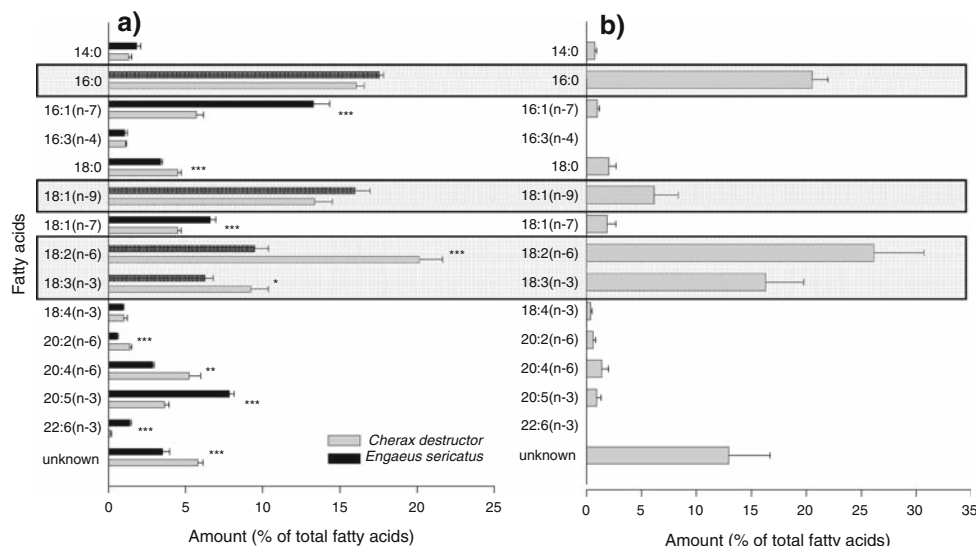 a)
14:0
16:0
16:1(n-7)
***
16:3(n-4)
18:0
***
18:1(n-9)
18:1(n-7)
***
18:2(n-6)
***
18:3(n-3)
*
18:4(n-3)
20:2(n-6)
***
20:4(n-6)
**
20:5(n-3)
***
22:6(n-3)
***
unknown
***
Fatty acids
Cherax destructor
Engaeus sericatus
0 5 10 15 20 25
Amount (% of total fatty acids)
b)
14:0
16:0
16:1(n-7)
16:3(n-4)
18:0
18:1(n-9)
18:1(n-7)
18:2(n-6)
18:3(n-3)
18:4(n-3)
20:2(n-6)
20:4(n-6)
20:5(n-3)
22:6(n-3)
unknown
0 5 10 15 20 25 30 35
Amount (% of total fatty acids)